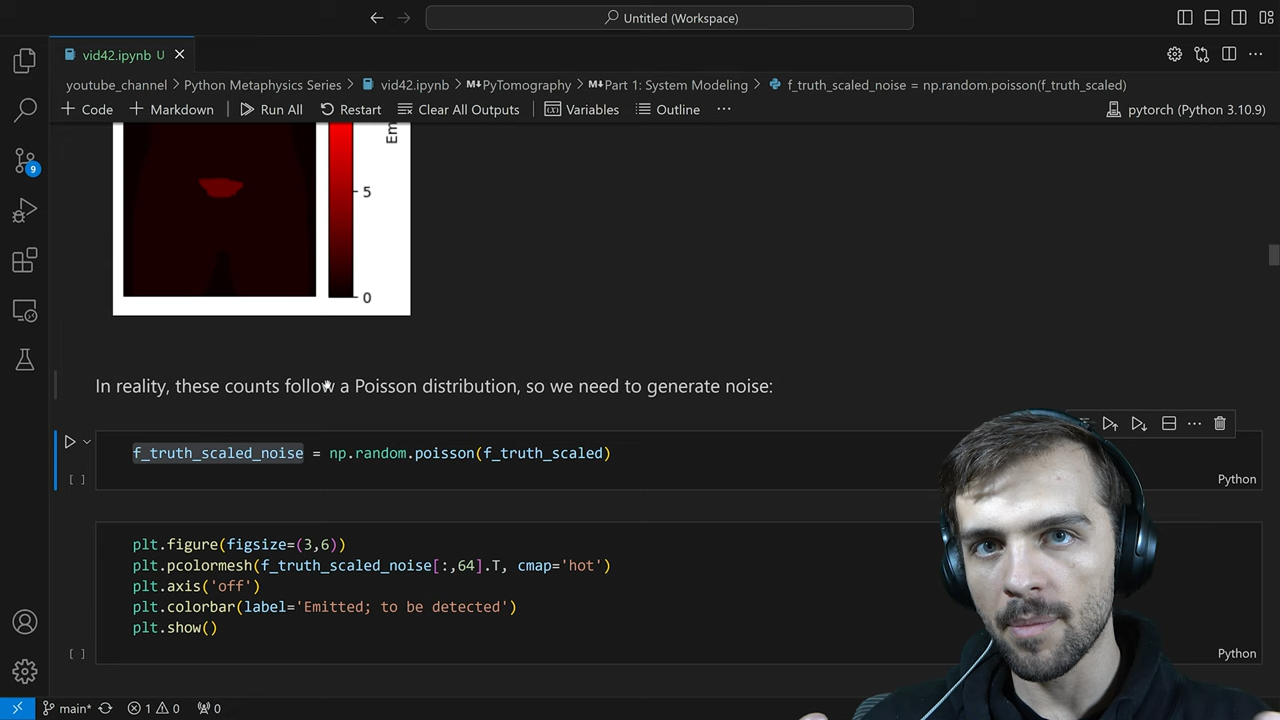 Untitled (Workspace)
vid42.ipynb U
youtube_channel > Python Metaphysics Series > vid42.ipynb > PyTomography > Part 1: System Modeling > f_truth_scaled_noise = np.random.poisson(f_truth_scaled)
+ Code + Markdown Run All Restart Clear All Outputs Variables Outline ... pytorch (Python 3.10.9)
Em
5
0
9
In reality, these counts follow a Poisson distribution, so we need to generate noise:
f_truth_scaled_noise = np.random.poisson(f_truth_scaled)
[ ] Python
plt.figure(figsize=(3,6))
plt.pcolormesh(f_truth_scaled_noise[:,64].T, cmap='hot')
plt.axis('off')
plt.colorbar(label='Emitted; to be detected')
plt.show()
[ ] Python
main* 1 0 0